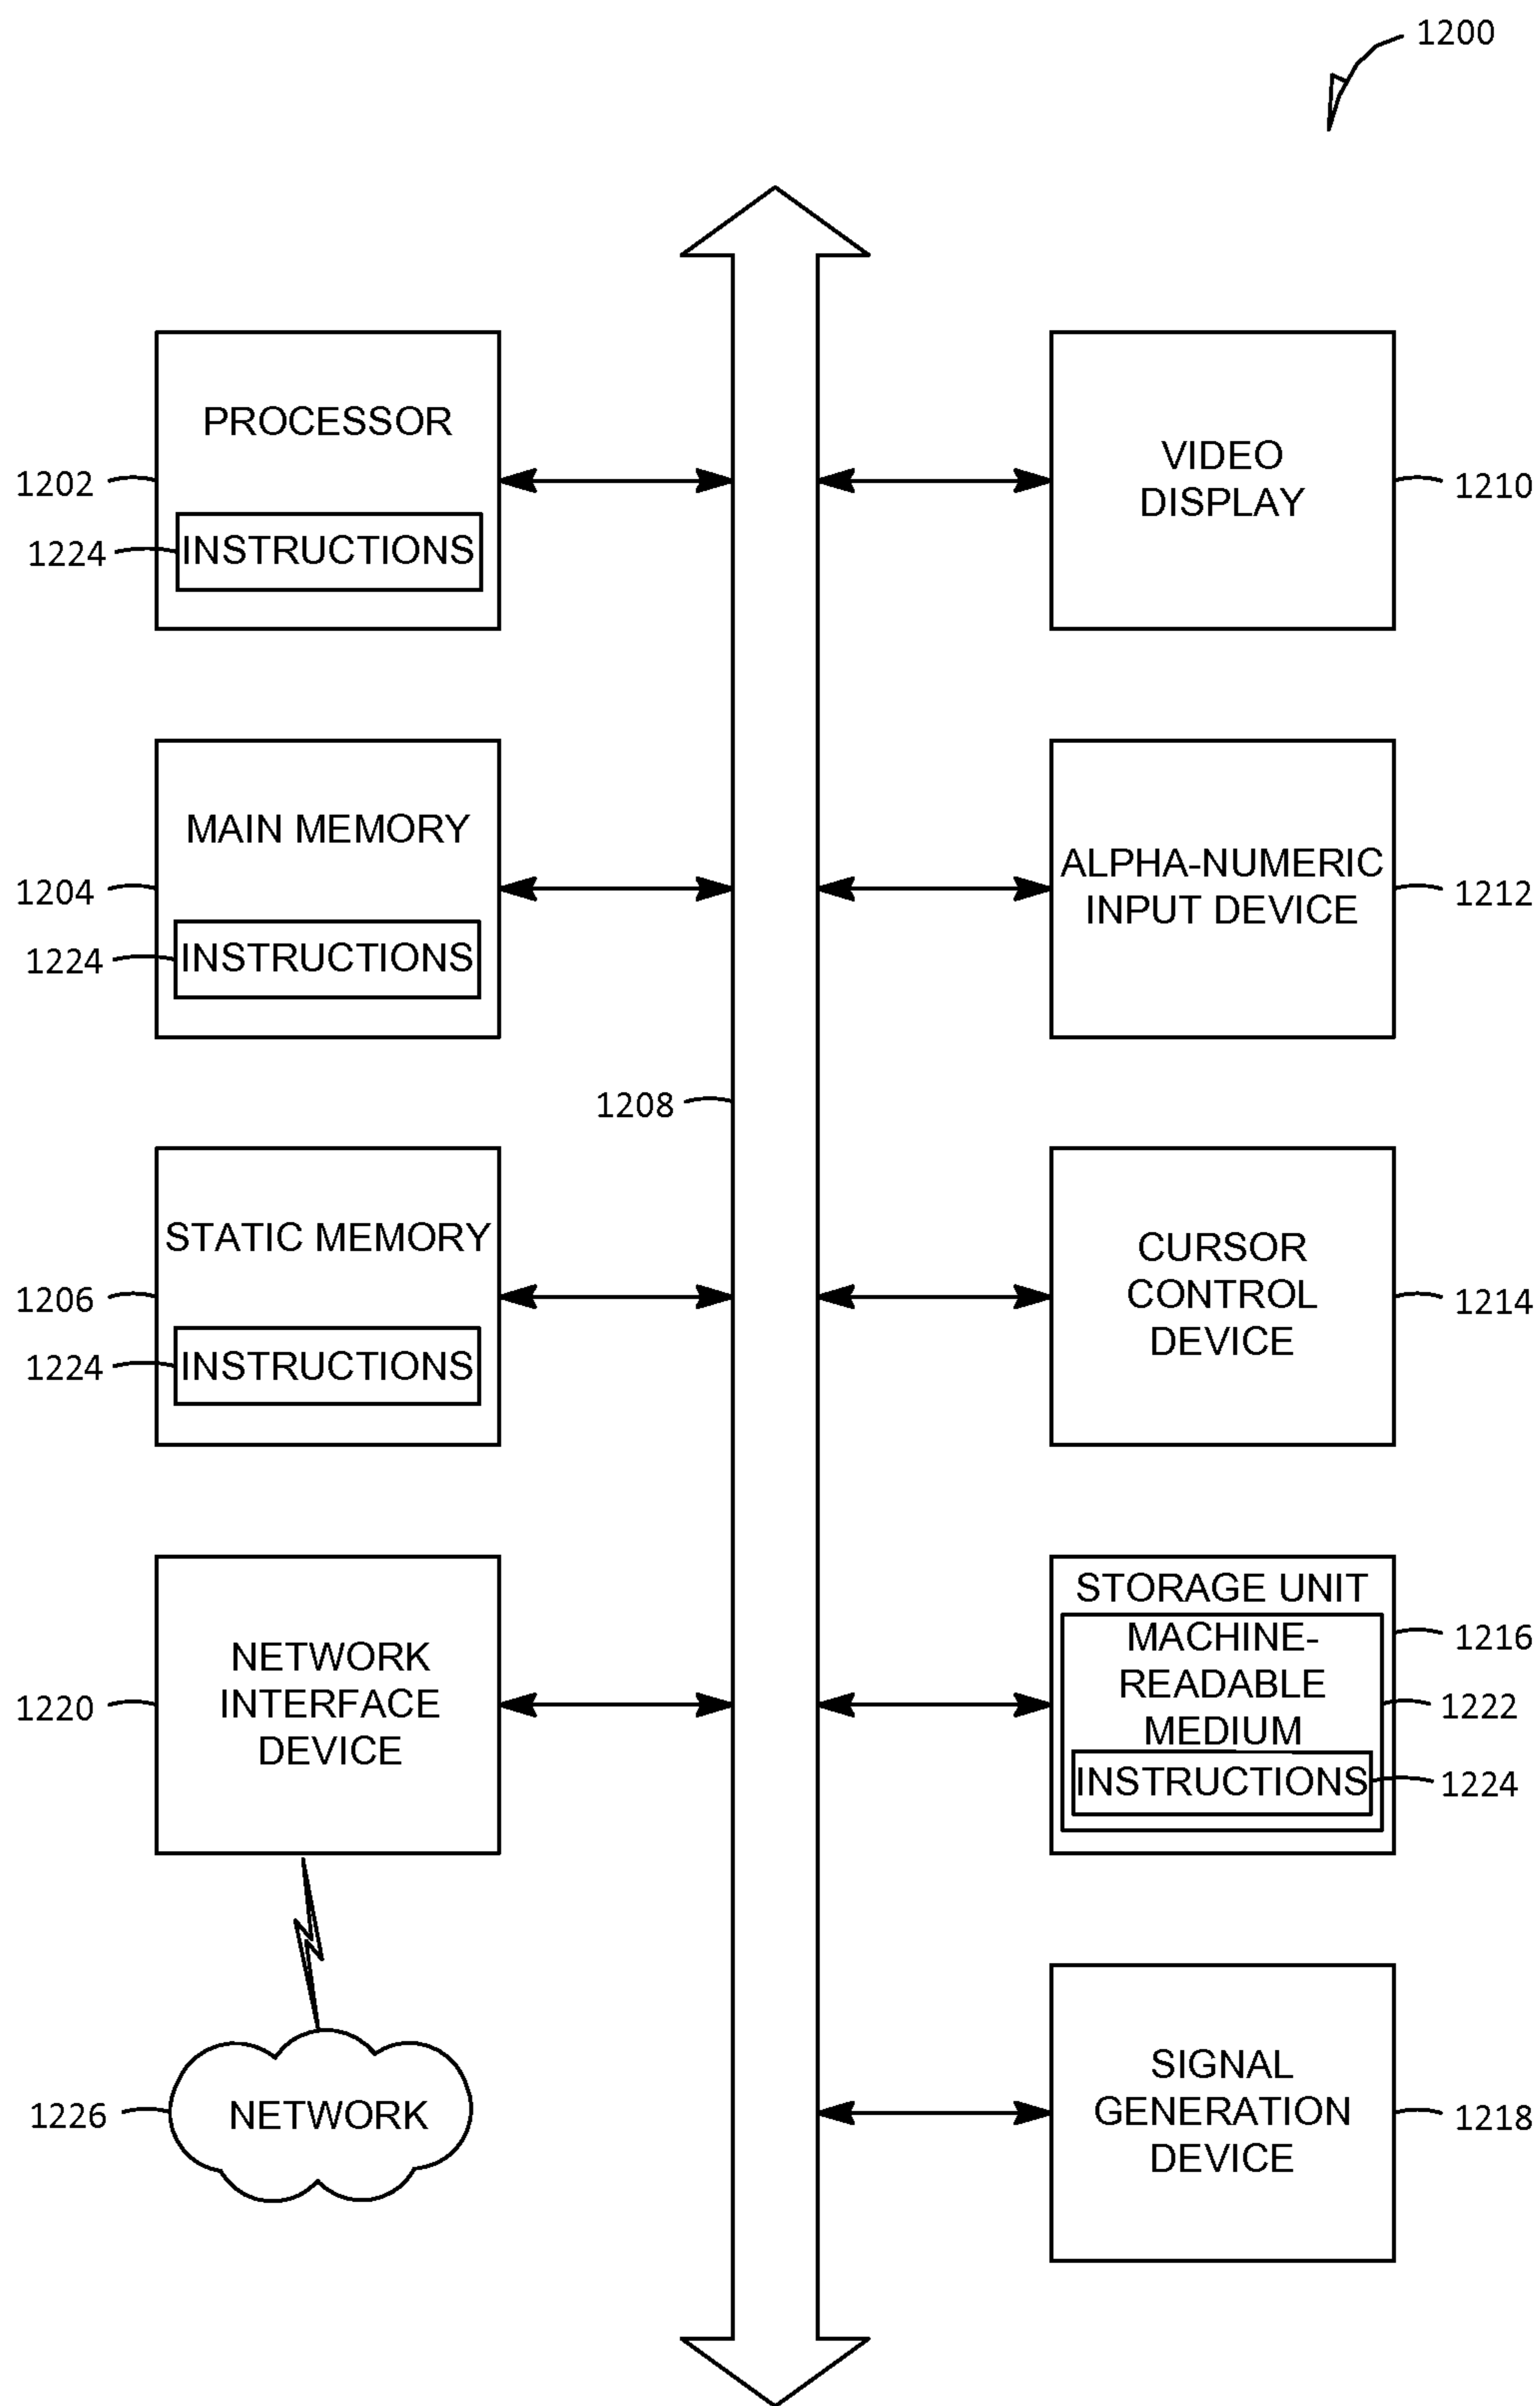 1200
PROCESSOR
1202
1224
INSTRUCTIONS
VIDEO
DISPLAY
1210
MAIN MEMORY
1204
1224
INSTRUCTIONS
ALPHA-NUMERIC
INPUT DEVICE
1212
1208
STATIC MEMORY
1206
1224
INSTRUCTIONS
CURSOR
CONTROL
DEVICE
1214
NETWORK
INTERFACE
DEVICE
1220
STORAGE UNIT
MACHINE-
READABLE
MEDIUM
INSTRUCTIONS
1216
1222
1224
1226
NETWORK
SIGNAL
GENERATION
DEVICE
1218